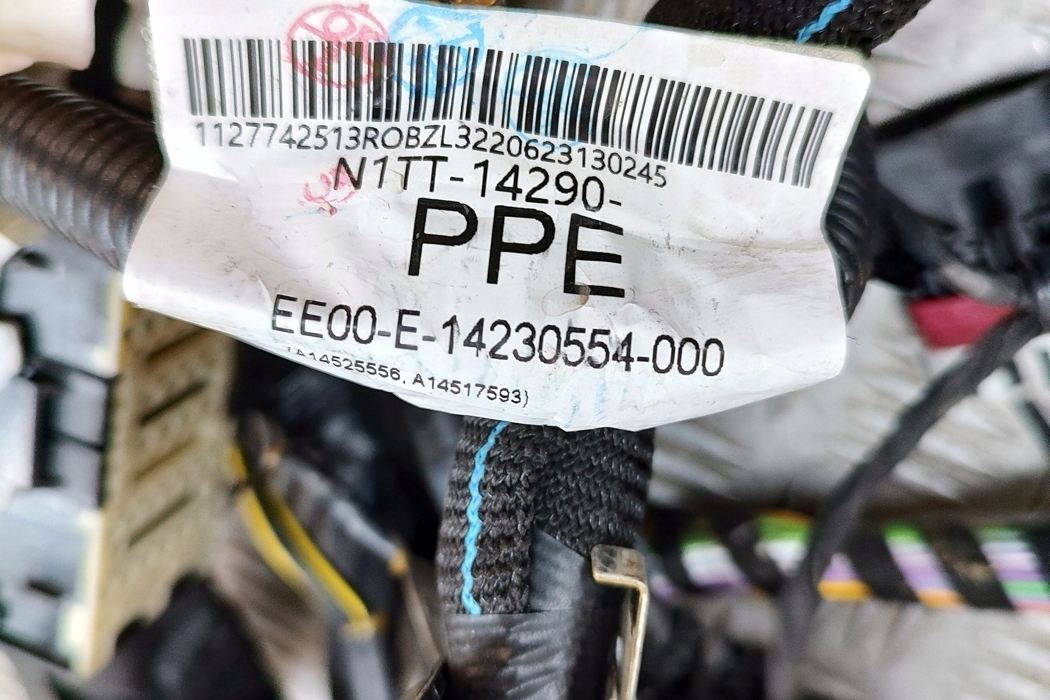 1127742513ROBZL3220623130245
N1TT-14290-
PPE
EE00-E-14230554-000
(A14525556, A14517593)